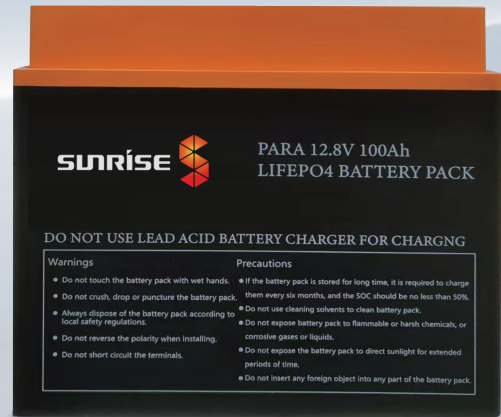 SUNRISE
PARA 12.8V 100Ah
LIFEPO4 BATTERY PACK
DO NOT USE LEAD ACID BATTERY CHARGER FOR CHARGNG
Warnings
• Do not touch the battery pack with wet hands.
• Do not crush, drop or puncture the battery pack.
• Always dispose of the battery pack according to
local safety regulations.
• Do not reverse the polarity when installing.
• Do not short circuit the terminals.
Precautions
• If the battery pack is stored for long time, it is required to charge
them every six months, and the SOC should be no less than 50%.
• Do not use cleaning solvents to clean battery pack.
• Do not expose battery pack to flammable or harsh chemicals, or
corrosive gases or liquids.
• Do not expose the battery pack to direct sunlight for extended
periods of time.
• Do not insert any foreign object into any part of the battery pack.